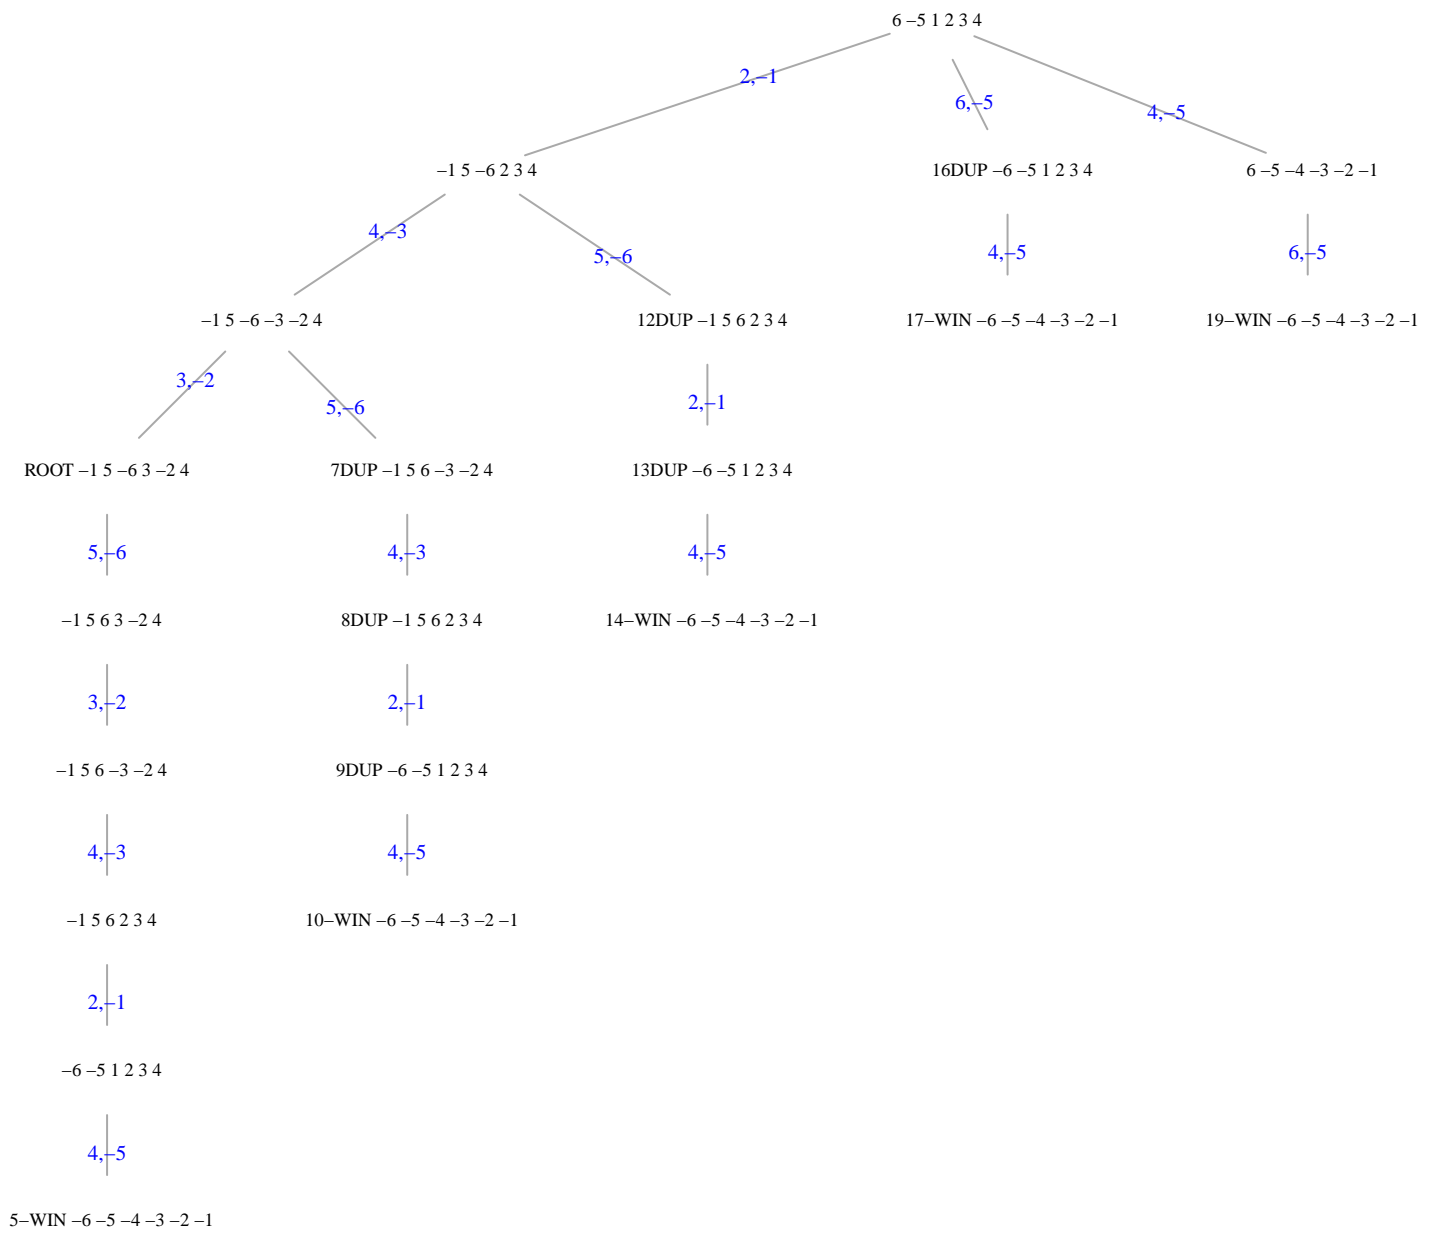 6 –5 1 2 3 4
2,–1
6,–5
4,–5
–1 5 –6 2 3 4
16DUP –6 –5 1 2 3 4
6 –5 –4 –3 –2 –1
4,–3
5,–6
4,–5
6,–5
–1 5 –6 –3 –2 4
12DUP –1 5 6 2 3 4
17–WIN –6 –5 –4 –3 –2 –1
19–WIN –6 –5 –4 –3 –2 –1
3,–2
5,–6
2,–1
ROOT –1 5 –6 3 –2 4
7DUP –1 5 6 –3 –2 4
13DUP –6 –5 1 2 3 4
5,–6
4,–3
4,–5
–1 5 6 3 –2 4
8DUP –1 5 6 2 3 4
14–WIN –6 –5 –4 –3 –2 –1
3,–2
2,–1
–1 5 6 –3 –2 4
9DUP –6 –5 1 2 3 4
4,–3
4,–5
–1 5 6 2 3 4
10–WIN –6 –5 –4 –3 –2 –1
2,–1
–6 –5 1 2 3 4
4,–5
5–WIN –6 –5 –4 –3 –2 –1